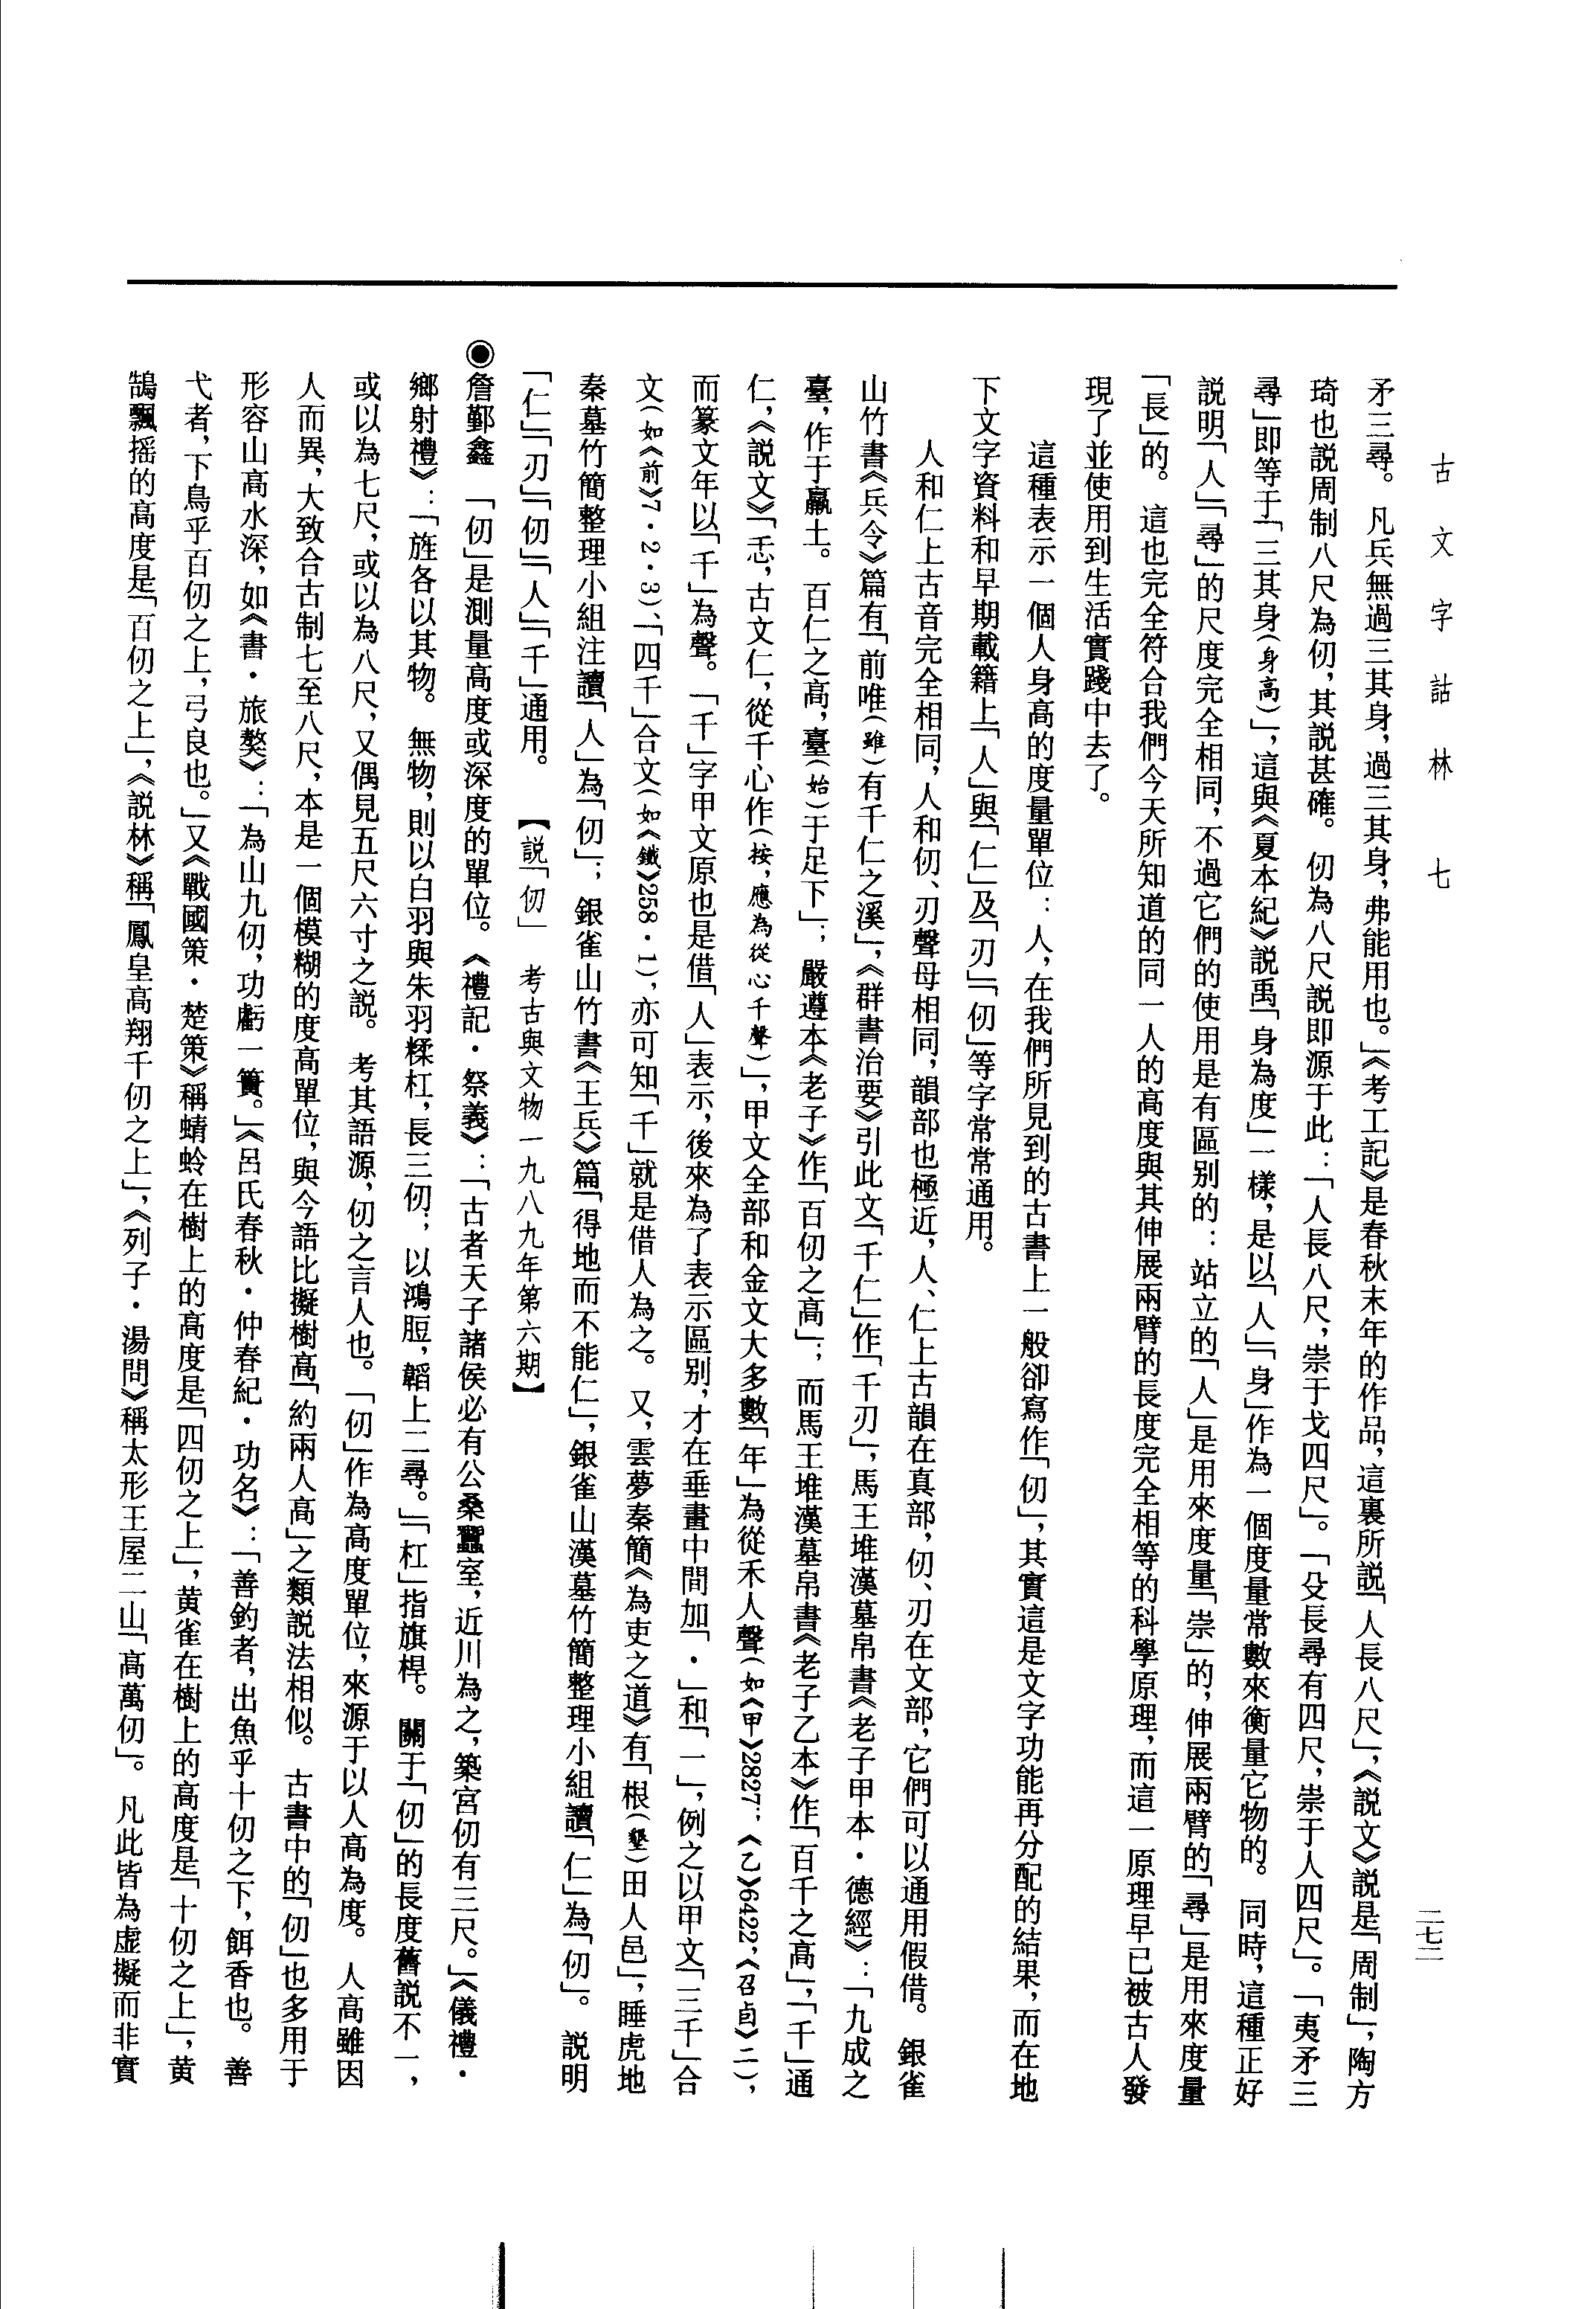 古文字詁林 七
二七二
矛三尋。凡兵無過三其身，過三其身，弗能用也。」《考工記》是春秋末年的作品，這裏所説「人長八尺」，《説文》説是「周制」，陶方
琦也説周制八尺為仞，其説甚確。仞為八尺説即源于此：「人長八尺，崇于戈四尺」。「殳長尋有四尺，崇于人四尺」。「夷矛三
尋」即等于「三其身（身高）」，這與《夏本紀》説禹「身為度」一樣，是以「人」「身」作為一個度量常數來衡量它物的。同時，這種正好
説明「人」「尋」的尺度完全相同，不過它們的使用是有區别的：站立的「人」是用來度量「崇」的，伸展兩臂的「尋」是用來度量
「長」的。這也完全符合我們今天所知道的同一人的高度與其伸展兩臂的長度完全相等的科學原理，而這一原理早已被古人發
現了並使用到生活實踐中去了。
這種表示一個人身高的度量單位：人，在我們所見到的古書上一般卻寫作「仞」，其實這是文字功能再分配的結果，而在地
下文字資料和早期載籍上「人」與「仁」及「刃」「仞」等字常常通用。
人和仁上古音完全相同，人和仞、刃聲母相同，韻部也極近，人、仁上古韻在真部，仞、刃在文部，它們可以通用假借。銀雀
山竹書《兵令》篇有「前唯（雖）有千仁之溪」，《群書治要》引此文「千仁」作「千刃」，馬王堆漢墓帛書《老子甲本·德經》：「九成之
臺，作于羸土。百仁之高，臺（始）于足下」；嚴遵本《老子》作「百仞之高」；而馬王堆漢墓帛書《老子乙本》作「百千之高」，「千」通
仁，《説文》「忎，古文仁，從千心作（按，應為從心千聲）」，甲文全部和金文大多數「年」為從禾人聲（如《甲》2827；《乙》6422，《召卣》二），
而篆文年以「千」為聲。「千」字甲文原也是借「人」表示，後來為了表示區别，才在垂畫中間加「·」和「一」，例之以甲文「三千」合
文（如《前》7·2·3）、「四千」合文（如《鐵》258·1），亦可知「千」就是借人為之。又，雲夢秦簡《為吏之道》有「根（墾）田人邑」，睡虎地
秦墓竹簡整理小組注讀「人」為「仞」；銀雀山竹書《王兵》篇「得地而不能仁」，銀雀山漢墓竹簡整理小組讀「仁」為「仞」。説明
「仁」「刃」「仞」「人」「千」通用。 【説「仞」 考古與文物一九八九年第六期】
◉詹鄞鑫 「仞」是測量高度或深度的單位。《禮記·祭義》：「古者天子諸侯必有公桑蠶室，近川為之，築宮仞有三尺。」《儀禮·
鄉射禮》：「旌各以其物。無物，則以白羽與朱羽糅杠，長三仞；以鴻脰，韜上二尋。」「杠」指旗桿。關于「仞」的長度舊説不一，
或以為七尺，或以為八尺，又偶見五尺六寸之説。考其語源，仞之言人也。「仞」作為高度單位，來源于以人高為度。人高雖因
人而異，大致合古制七至八尺，本是一個模糊的度高單位，與今語比擬樹高「約兩人高」之類説法相似。古書中的「仞」也多用于
形容山高水深，如《書·旅獒》：「為山九仞，功虧一簣。」《呂氏春秋·仲春紀·功名》：「善釣者，出魚乎十仞之下，餌香也。善
弋者，下鳥乎百仞之上，弓良也。」又《戰國策·楚策》稱蜻蛉在樹上的高度是「四仞之上」，黄雀在樹上的高度是「十仞之上」，黄
鵠飄摇的高度是「百仞之上」，《説林》稱「鳳皇高翔千仞之上」，《列子·湯問》稱太形王屋二山「高萬仞」。凡此皆為虛擬而非實